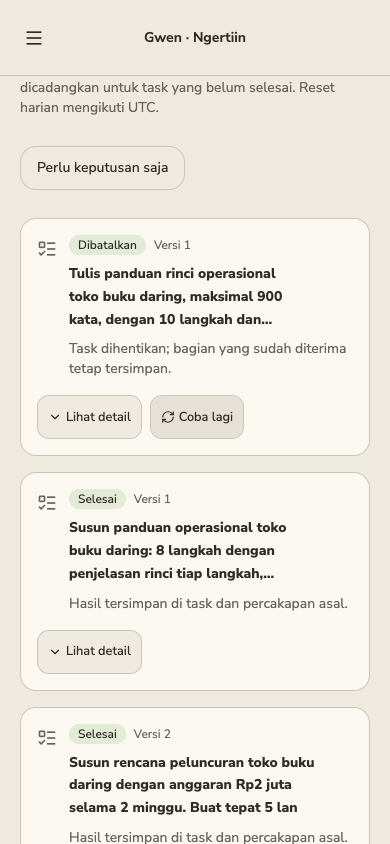 Gwen · Ngertiin
dicadangkan untuk task yang belum selesai. Reset
harian mengikuti UTC.
Perlu keputusan saja
Dibatalkan Versi 1
Tulis panduan rinci operasional
toko buku daring, maksimal 900
kata, dengan 10 langkah dan...
Task dihentikan; bagian yang sudah diterima
tetap tersimpan.
Lihat detail Coba lagi
Selesai Versi 1
Susun panduan operasional toko
buku daring: 8 langkah dengan
penjelasan rinci tiap langkah,...
Hasil tersimpan di task dan percakapan asal.
Lihat detail
Selesai Versi 2
Susun rencana peluncuran toko buku
daring dengan anggaran Rp2 juta
selama 2 minggu. Buat tepat 5 lan
Hasil tersimpan di task dan percakapan asal.